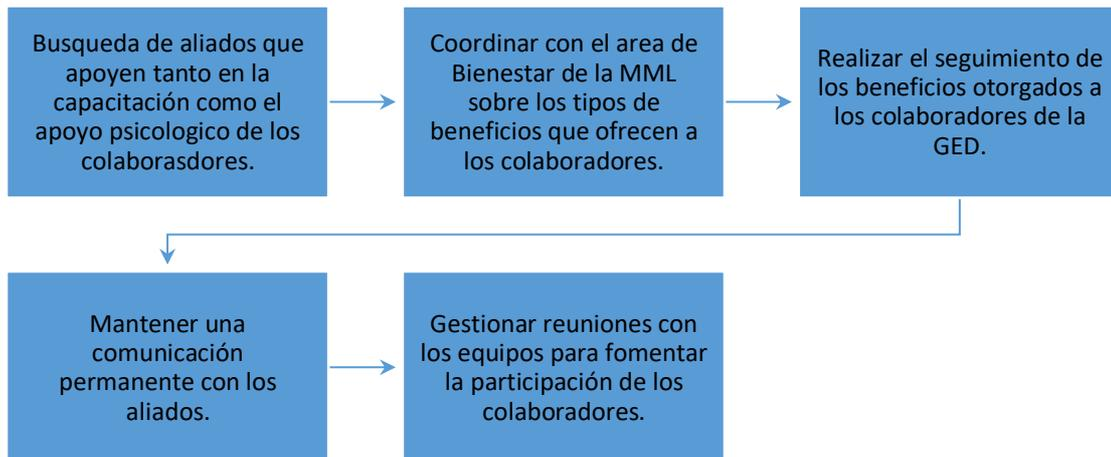 Busqueda de aliados que
apoyen tanto en la
capacitación como el
apoyo psicologico de los
colaborasdores.
Coordinar con el area de
Bienestar de la MML
sobre los tipos de
beneficios que ofrecen a
los colaboradores.
Realizar el seguimiento de
los beneficios otorgados a
los colaboradores de la
GED.
Mantener una
comunicación
permanente con los
aliados.
Gestionar reuniones con
los equipos para fomentar
la participación de los
colaboradores.